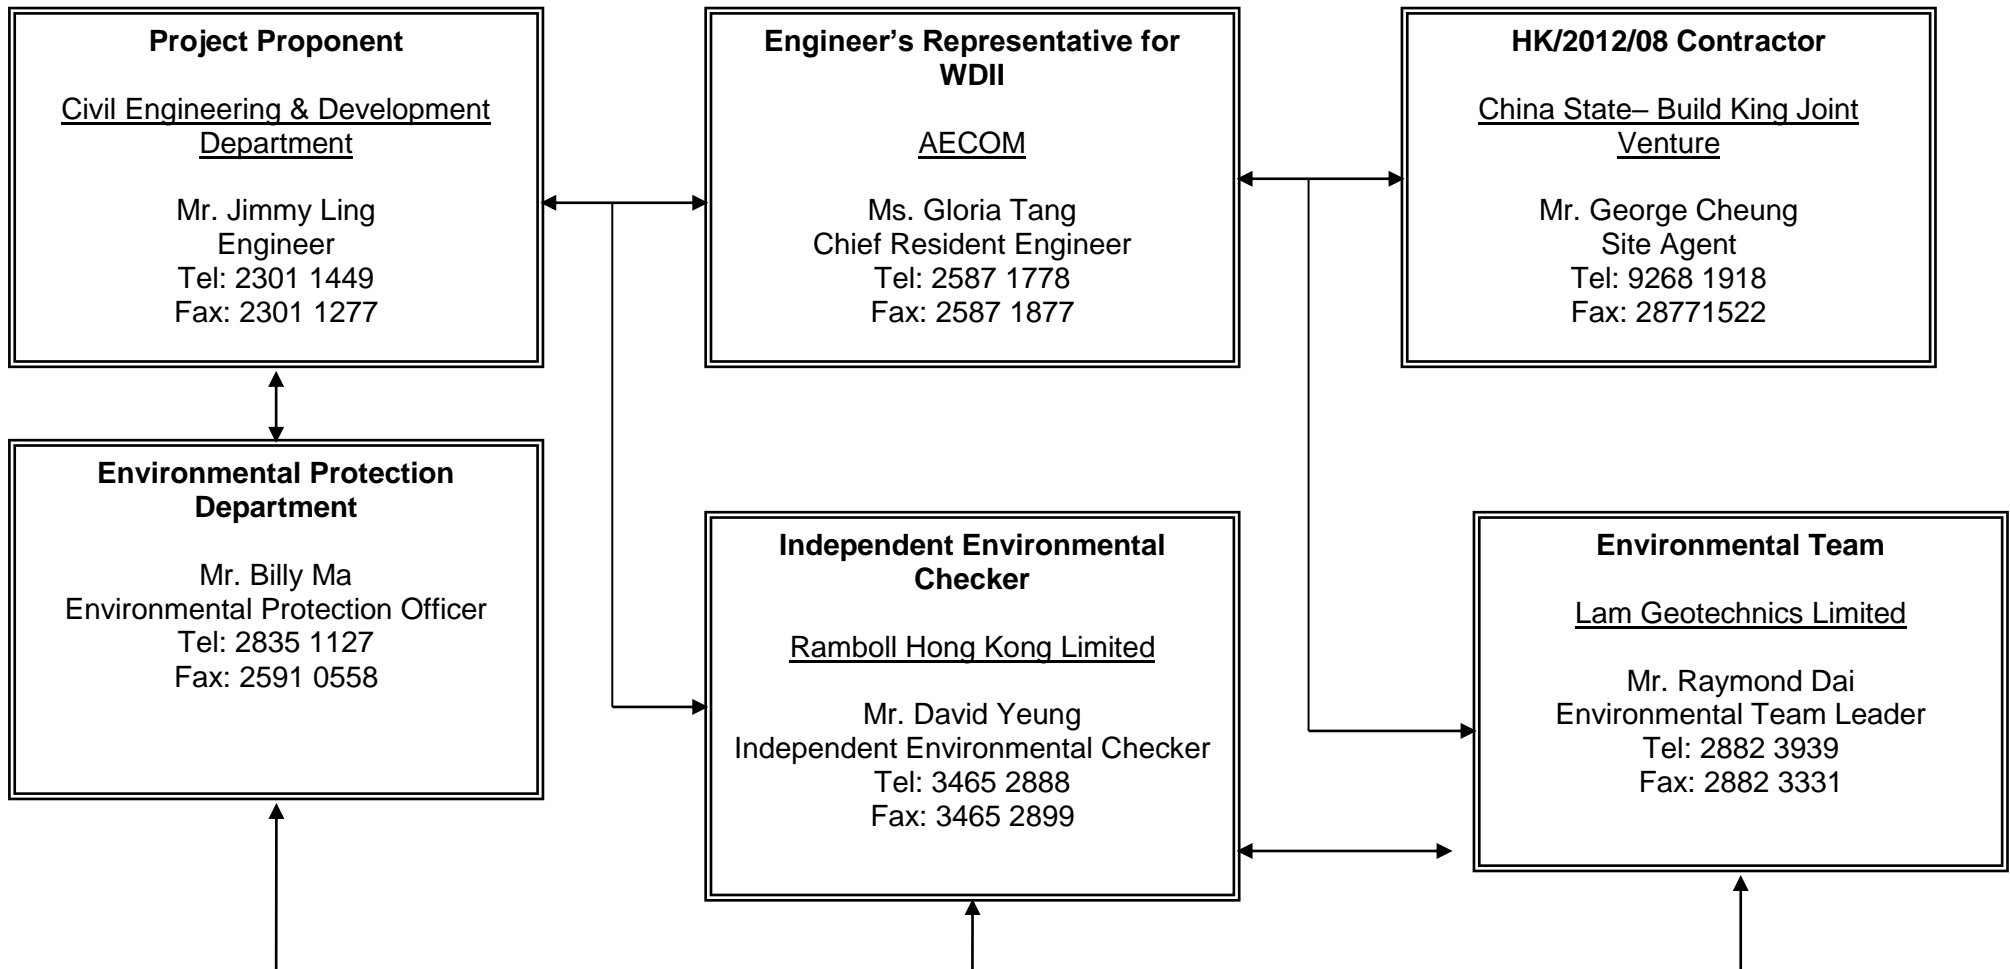 Project Proponent
Civil Engineering & Development
Department
Mr. Jimmy Ling
Engineer
Tel: 2301 1449
Fax: 2301 1277
Engineer’s Representative for
WDII
AECOM
Ms. Gloria Tang
Chief Resident Engineer
Tel: 2587 1778
Fax: 2587 1877
HK/2012/08 Contractor
China State– Build King Joint
Venture
Mr. George Cheung
Site Agent
Tel: 9268 1918
Fax: 28771522
Environmental Protection
Department
Mr. Billy Ma
Environmental Protection Officer
Tel: 2835 1127
Fax: 2591 0558
Independent Environmental
Checker
Ramboll Hong Kong Limited
Mr. David Yeung
Independent Environmental Checker
Tel: 3465 2888
Fax: 3465 2899
Environmental Team
Lam Geotechnics Limited
Mr. Raymond Dai
Environmental Team Leader
Tel: 2882 3939
Fax: 2882 3331